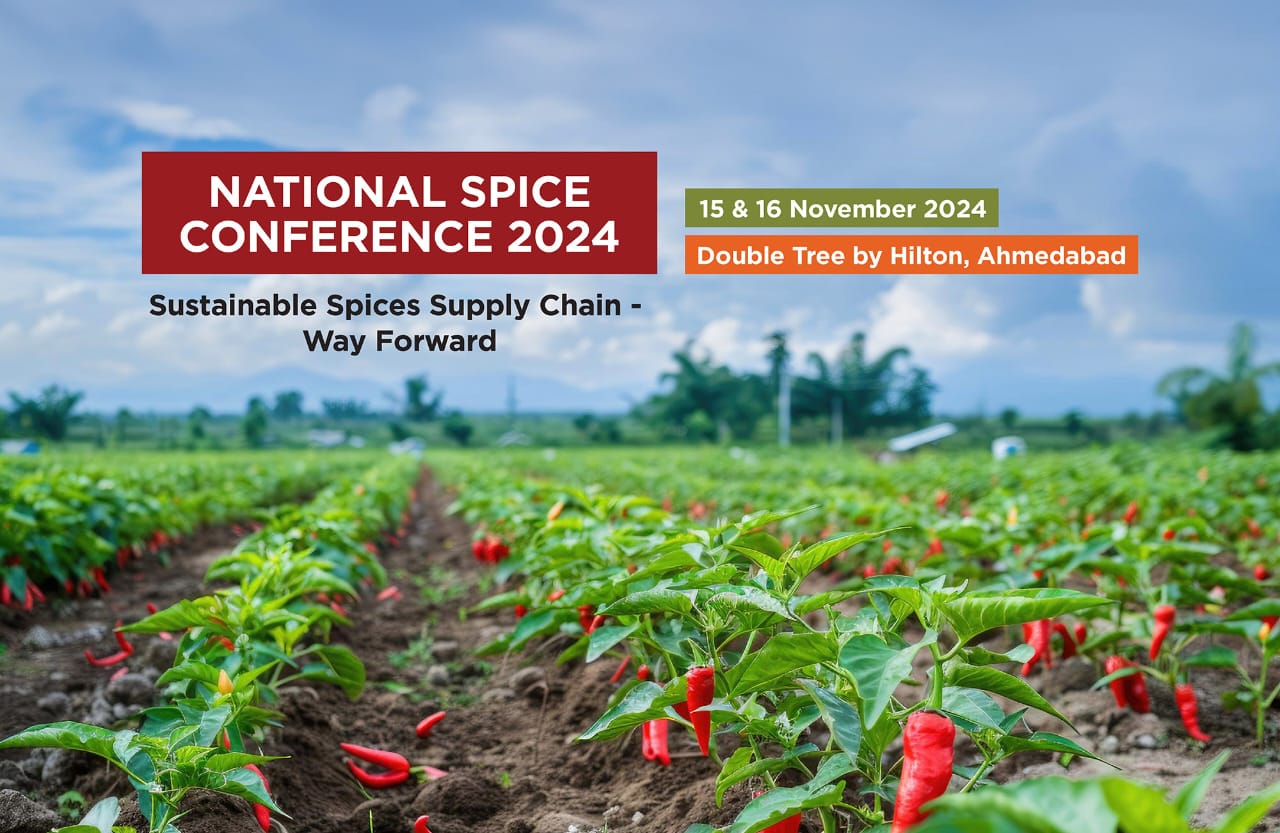 NATIONAL SPICE
CONFERENCE 2024
15 & 16 November 2024
Double Tree by Hilton, Ahmedabad
Sustainable Spices Supply Chain -
Way Forward